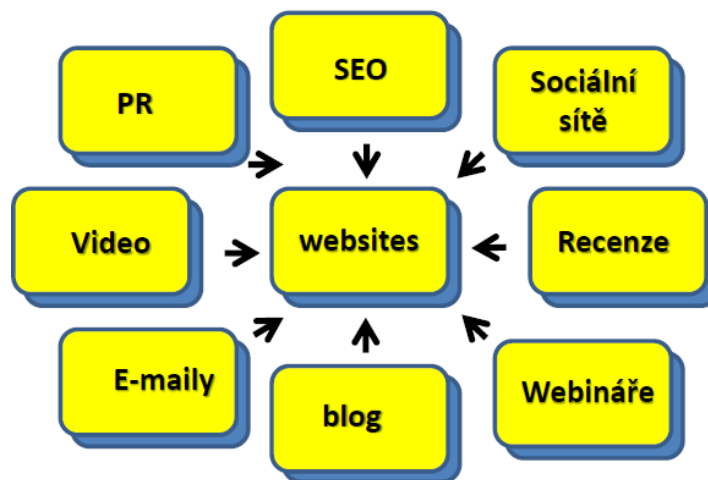 PR
SEO
Sociální
sítě
Video
websites
Recenze
E-maily
blog
Webináře